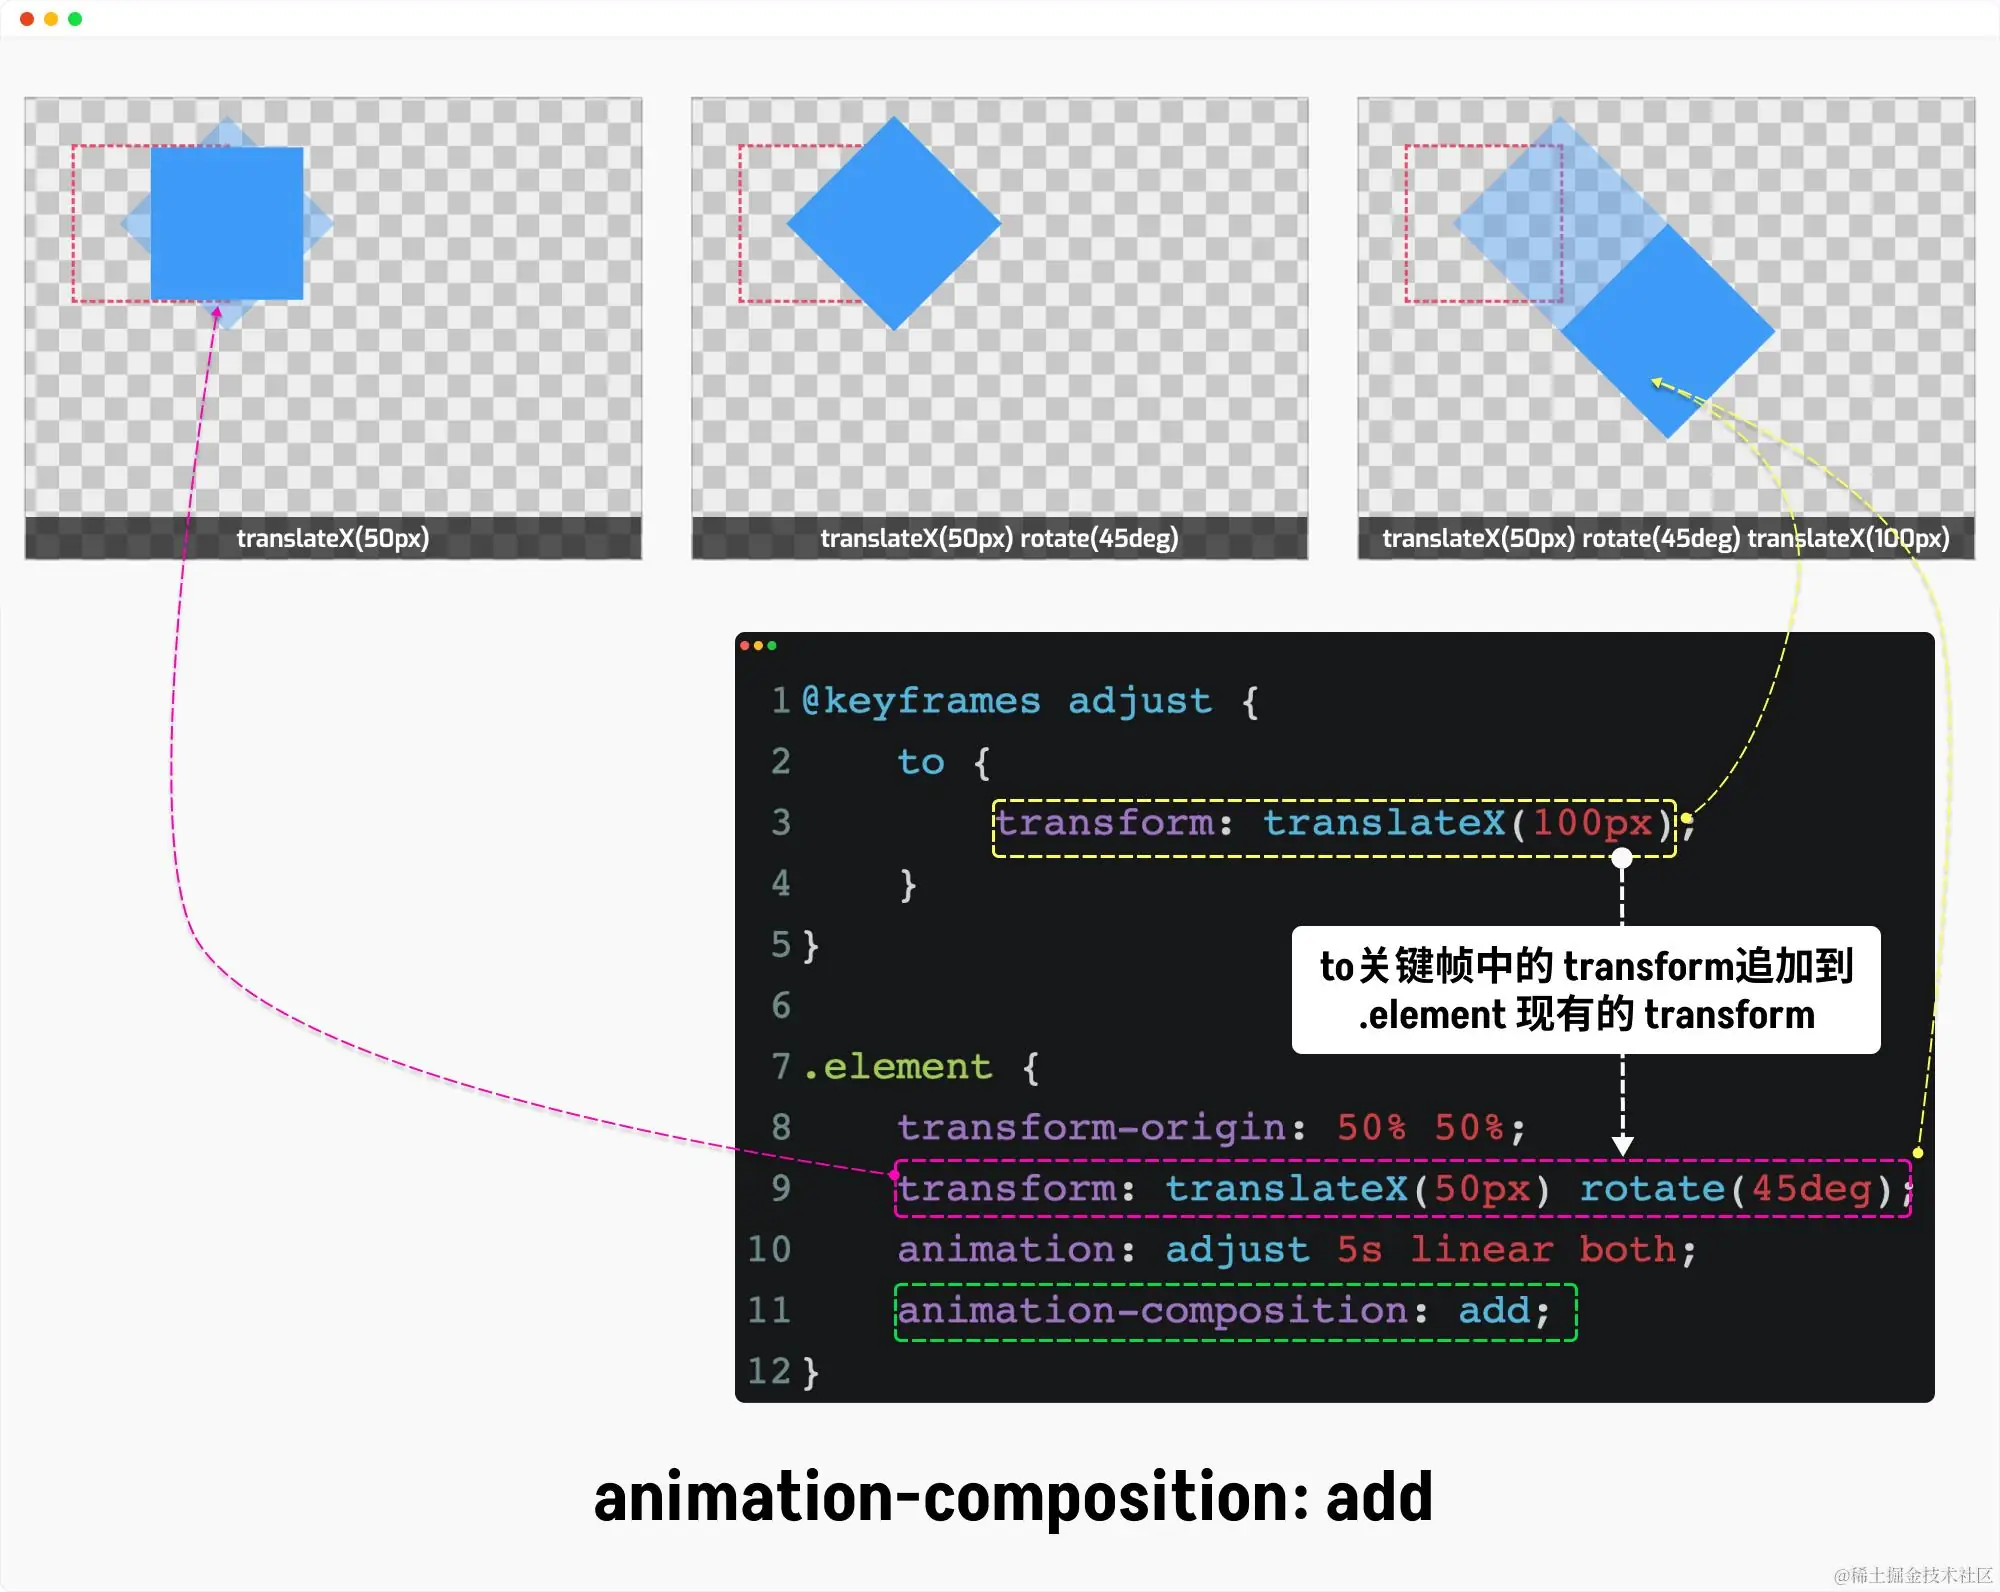 translateX(50px)
translateX(50px) rotate(45deg)
translateX(50px) rotate(45deg) translateX(100px)
1 @keyframes adjust {
2 to {
3 transform: translateX(100px);
4 }
5 }
6
7 .element {
8 transform-origin: 50% 50%;
9 transform: translateX(50px) rotate(45deg);
10 animation: adjust 5s linear both;
11 animation-composition: add;
12 }
to关键帧中的 transform追加到
.element 现有的 transform
animation-composition: add
@稀土掘金技术社区